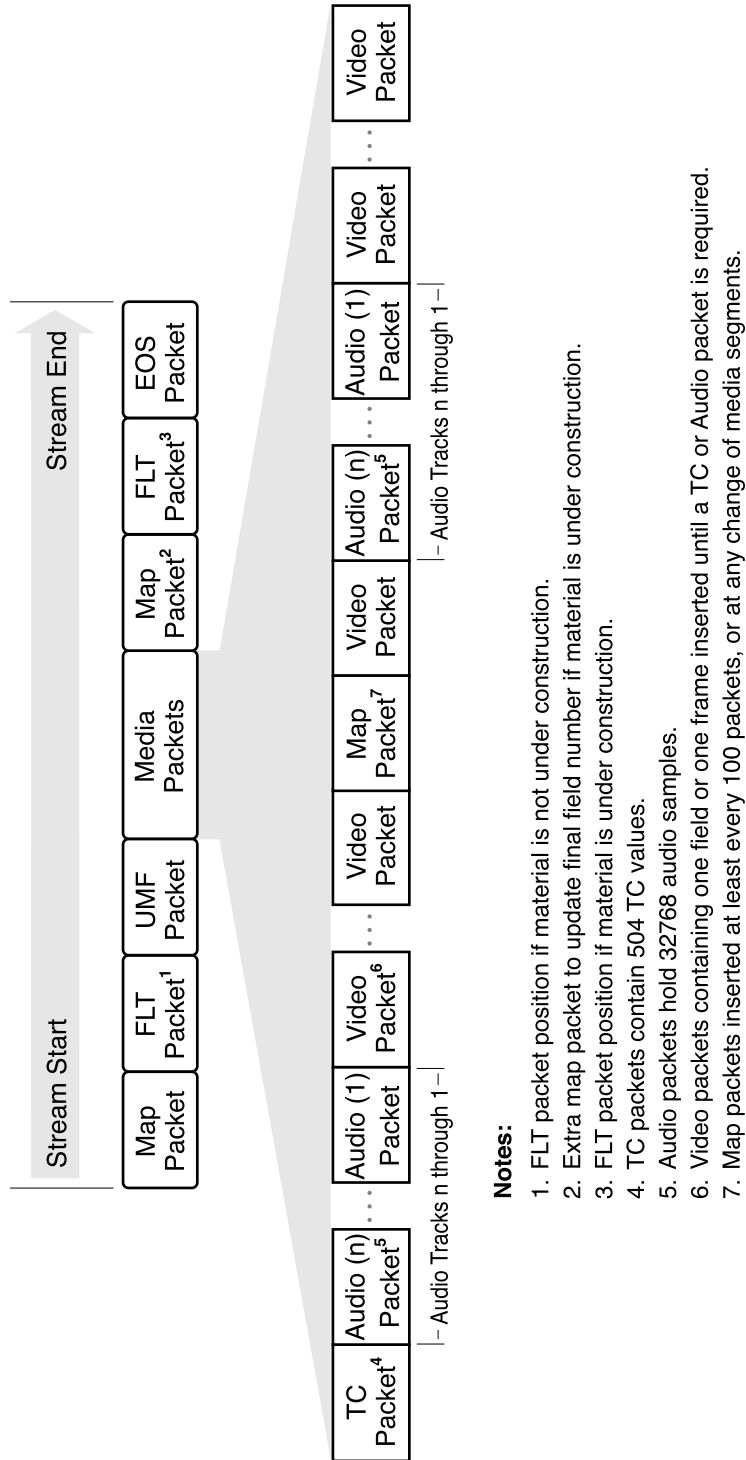 Stream Start
Stream End
Map
Packet
FLT
Packet1
UMF
Packet
Media
Packets
Map
Packet2
FLT
Packet3
EOS
Packet
TC
Packet4
Audio (n)
Packet5
...
Audio (1)
Packet
Video
Packet6
...
Video
Packet
Map
Packet7
Video
Packet
Audio (n)
Packet5
...
Audio (1)
Packet
Video
Packet
...
Video
Packet
Audio Tracks n through 1
Audio Tracks n through 1
Notes:
1. FLT packet position if material is not under construction.
2. Extra map packet to update final field number if material is under construction.
3. FLT packet position if material is under construction.
4. TC packets contain 504 TC values.
5. Audio packets hold 32768 audio samples.
6. Video packets containing one field or one frame inserted until a TC or Audio packet is required.
7. Map packets inserted at least every 100 packets, or at any change of media segments.